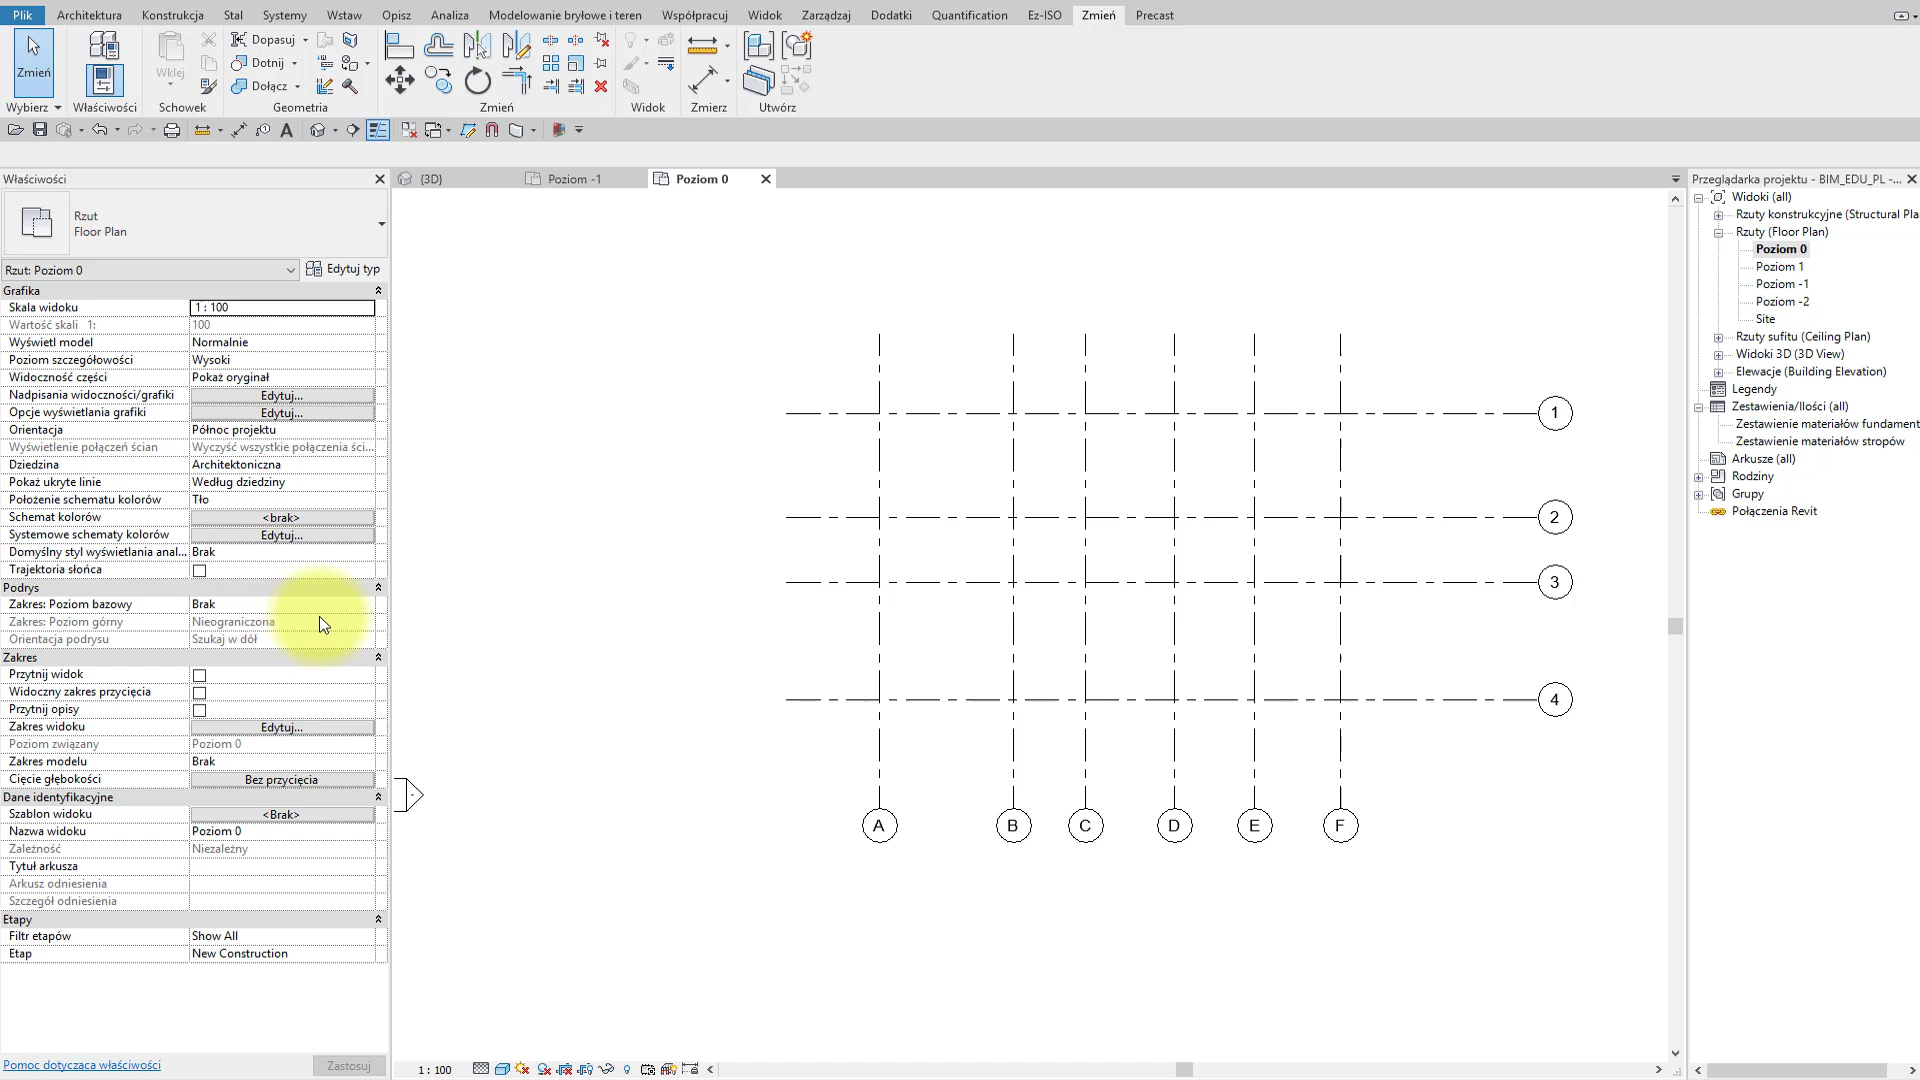 Plik Architektura Konstrukcja Stal Systemy Wstaw Opisz Analiza Modelowanie bryłowe i teren Współpracuj Widok Zarządzaj Dodatki Quantification Ez-ISO Zmień Precast
Zmień
Wklej
Dopasuj
Dotnij
Dołącz
Wybierz Właściwości Schowek Geometria Zmień Widok Zmierz Utwórz
Właściwości
{3D} Poziom -1 Poziom 0
Rzut
Floor Plan
Rzut: Poziom 0 Edytuj typ
Grafika
Skala widoku 1 : 100
Wartość skali 1: 100
Wyświetl model Normalnie
Poziom szczegółowości Wysoki
Widoczność części Pokaż oryginał
Nadpisania widoczności/grafiki Edytuj...
Opcje wyświetlania grafiki Edytuj...
Orientacja Północ projektu
Wyświetlenie połączeń ścian Wyczyść wszystkie połączenia ści...
Dziedzina Architektoniczna
Pokaż ukryte linie Według dziedziny
Położenie schematu kolorów Tło
Schemat kolorów <brak>
Systemowe schematy kolorów Edytuj...
Domyślny styl wyświetlania anal... Brak
Trajektoria słońca
Podrys
Zakres: Poziom bazowy Brak
Zakres: Poziom górny Nieograniczona
Orientacja podrysu Szukaj w dół
Zakres
Przytnij widok
Widoczny zakres przycięcia
Przytnij opisy
Zakres widoku Edytuj...
Poziom związany Poziom 0
Zakres modelu Brak
Cięcie głębokości Bez przycięcia
Dane identyfikacyjne
Szablon widoku <Brak>
Nazwa widoku Poziom 0
Zależność Niezależny
Tytuł arkusza
Arkusz odniesienia
Szczegół odniesienia
Etapy
Filtr etapów Show All
Etap New Construction
Pomoc dotycząca właściwości Zastosuj
1
2
3
4
A B C D E F
1 : 100
Przeglądarka projektu - BIM_EDU_PL -...
Widoki (all)
Rzuty konstrukcyjne (Structural Pla
Rzuty (Floor Plan)
Poziom 0
Poziom 1
Poziom -1
Poziom -2
Site
Rzuty sufitu (Ceiling Plan)
Widoki 3D (3D View)
Elewacje (Building Elevation)
Legendy
Zestawienia/Ilości (all)
Zestawienie materiałów fundament
Zestawienie materiałów stropów
Arkusze (all)
Rodziny
Grupy
Połączenia Revit